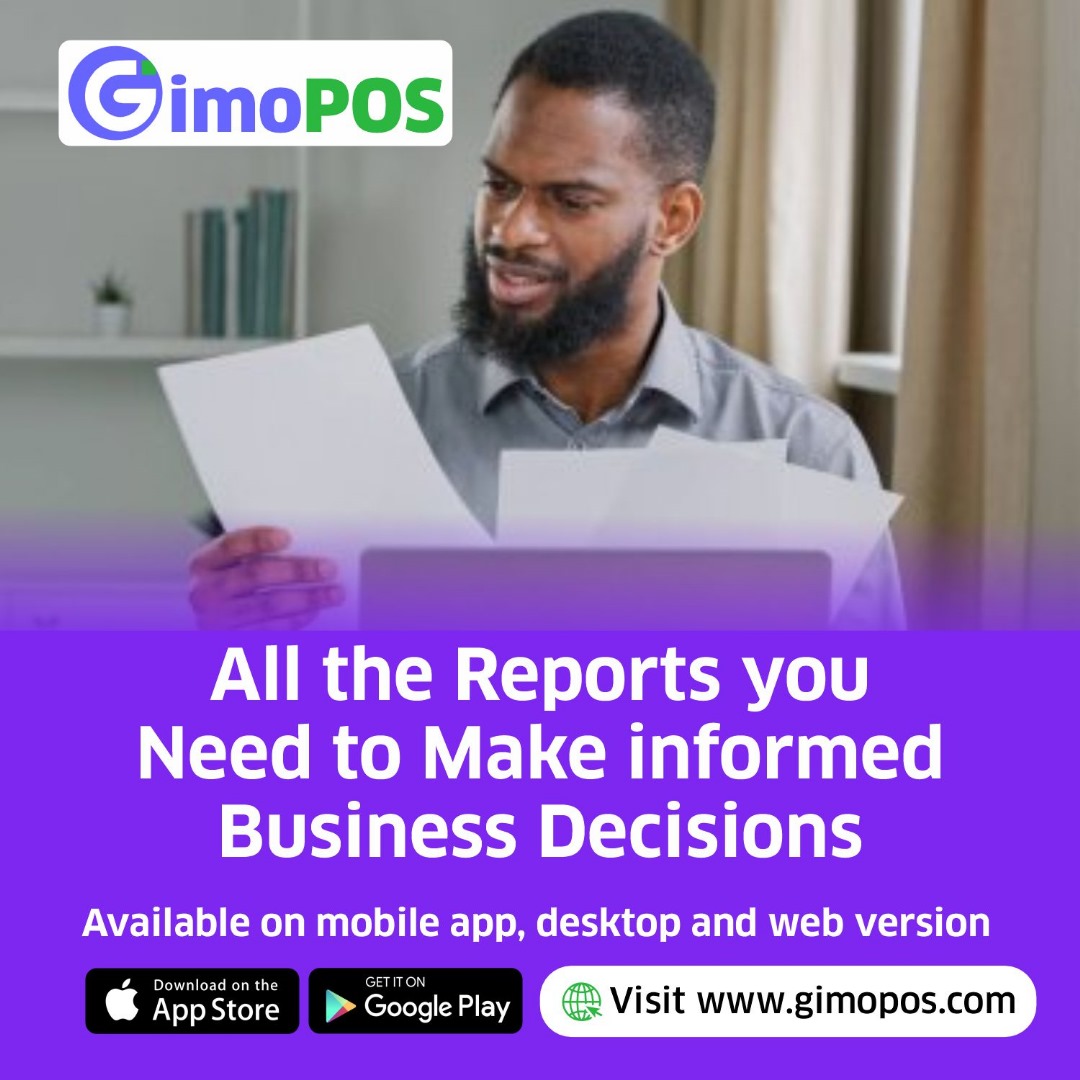 GimoPOS
All the Reports you
Need to Make informed
Business Decisions
Available on mobile app, desktop and web version
Download on the
App Store
GET IT ON
Google Play
Visit www.gimopos.com